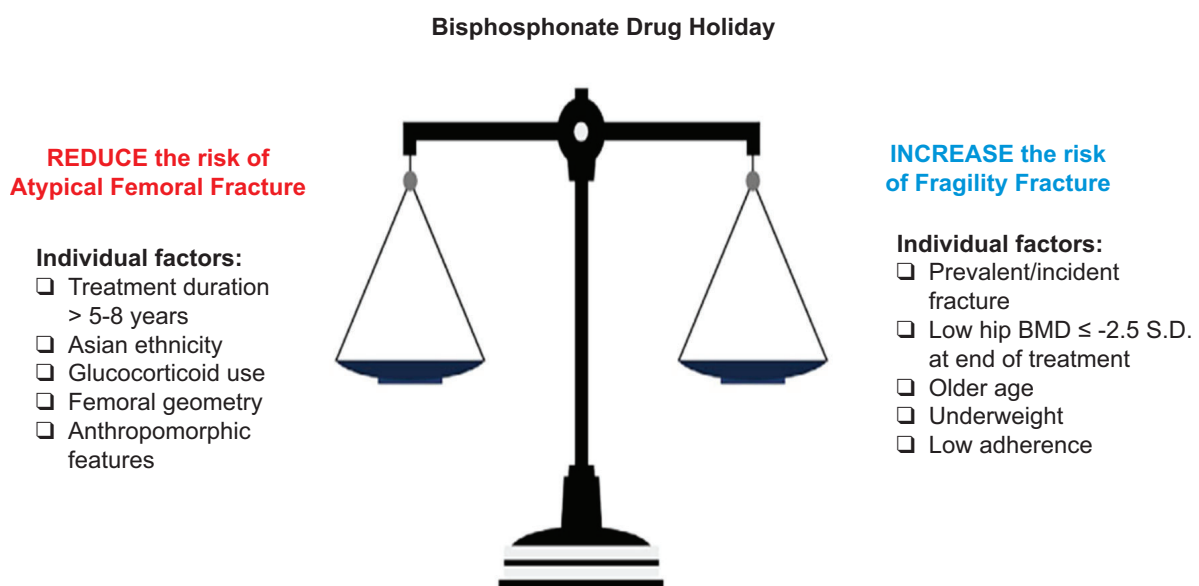 Bisphosphonate Drug Holiday
REDUCE the risk of
Atypical Femoral Fracture
Individual factors:
❑ Treatment duration
> 5-8 years
❑ Asian ethnicity
❑ Glucocorticoid use
❑ Femoral geometry
❑ Anthropomorphic
features
INCREASE the risk
of Fragility Fracture
Individual factors:
❑ Prevalent/incident
fracture
❑ Low hip BMD ≤ -2.5 S.D.
at end of treatment
❑ Older age
❑ Underweight
❑ Low adherence